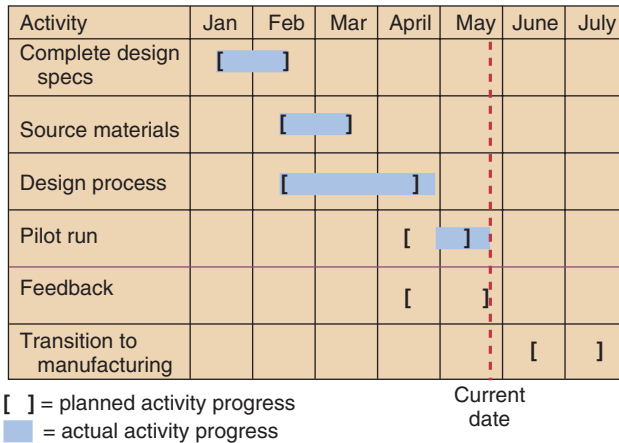 Activity Jan Feb Mar April May June July
Complete design
specs
[ ]
Source materials [ ]
Design process [ ]
Pilot run [ ]
Feedback [ ]
Transition to
manufacturing
[ ]
[ ] = planned activity progress
= actual activity progress
Current
date